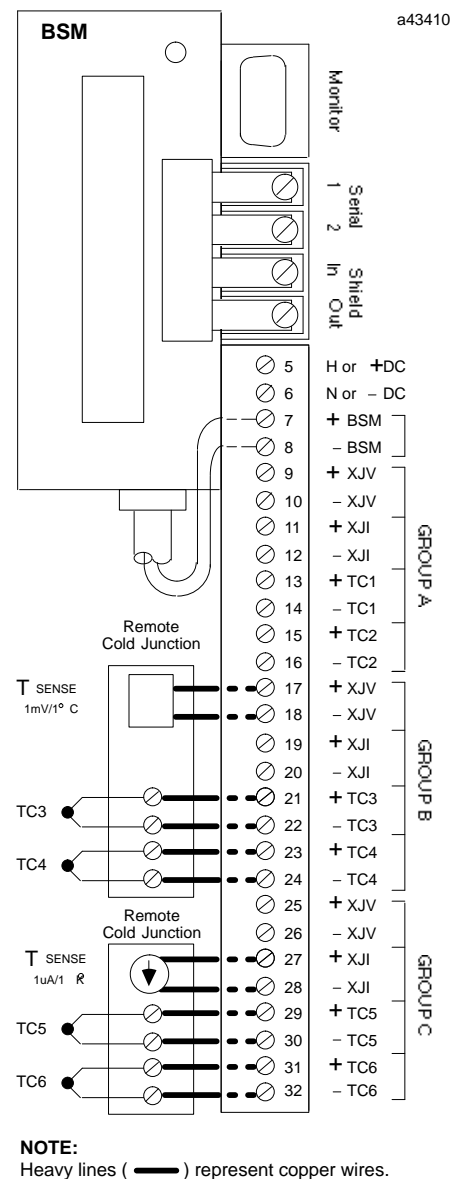 a43410
BSM
Monitor
Serial
1
2
Shield
In
Out
5 H or +DC
6 N or – DC
7 + BSM
8 – BSM
9 + XJV
10 – XJV
11 + XJI
12 – XJI
13 + TC1
14 – TC1
15 + TC2
16 – TC2
GROUP A
Remote
Cold Junction
T SENSE
1mV/1° C
17 + XJV
18 – XJV
19 + XJI
20 – XJI
TC3
21 + TC3
22 – TC3
TC4
23 + TC4
24 – TC4
GROUP B
Remote
Cold Junction
T SENSE
1uA/1
25 + XJV
26 – XJV
27 + XJI
28 – XJI
TC5
29 + TC5
30 – TC5
TC6
31 + TC6
32 – TC6
GROUP C
NOTE:
Heavy lines ( ━ ) represent copper wires.